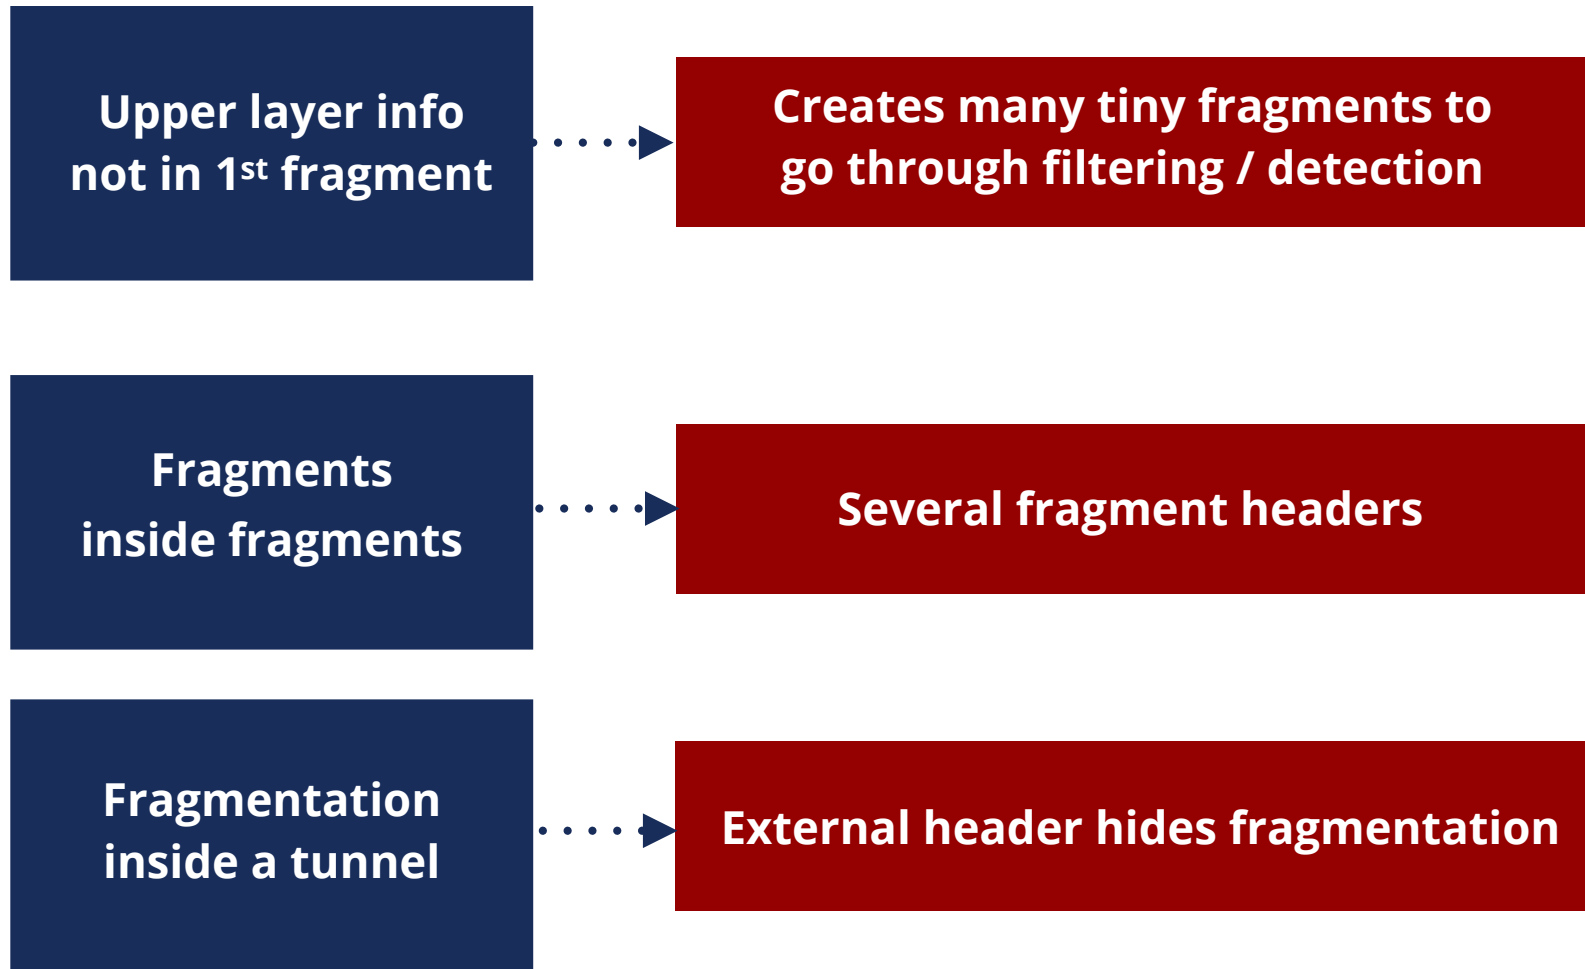 Upper layer info
not in 1st fragment
Creates many tiny fragments to
go through filtering / detection
Fragments
inside fragments
Several fragment headers
Fragmentation
inside a tunnel
External header hides fragmentation